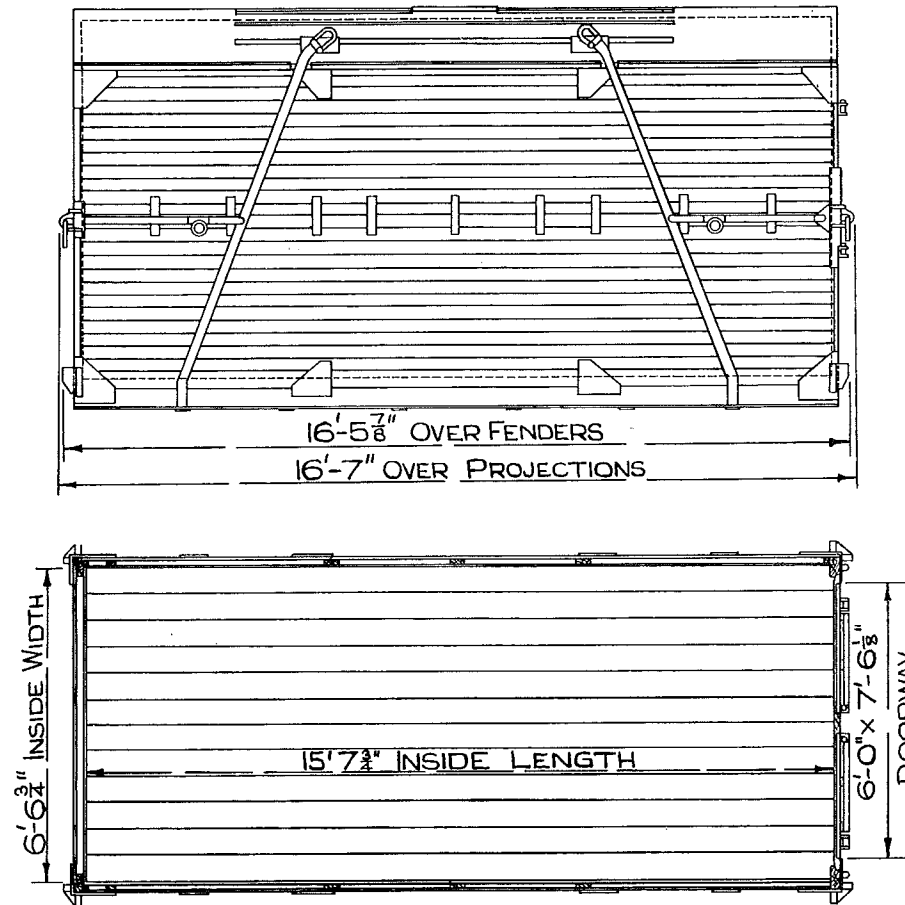 16'-5⅞" OVER FENDERS
16'-7" OVER PROJECTIONS
6'-6¾" INSIDE WIDTH
15'7¾" INSIDE LENGTH
6'-0" × 7'-6⅛"
DOORWAY